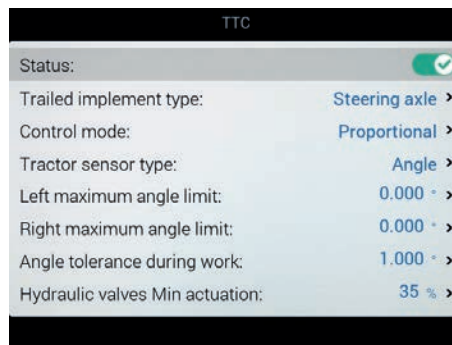 TTC
Status:
Trailed implement type: Steering axle >
Control mode: Proportional >
Tractor sensor type: Angle >
Left maximum angle limit: 0.000 ° >
Right maximum angle limit: 0.000 ° >
Angle tolerance during work: 1.000 ° >
Hydraulic valves Min actuation: 35 % >